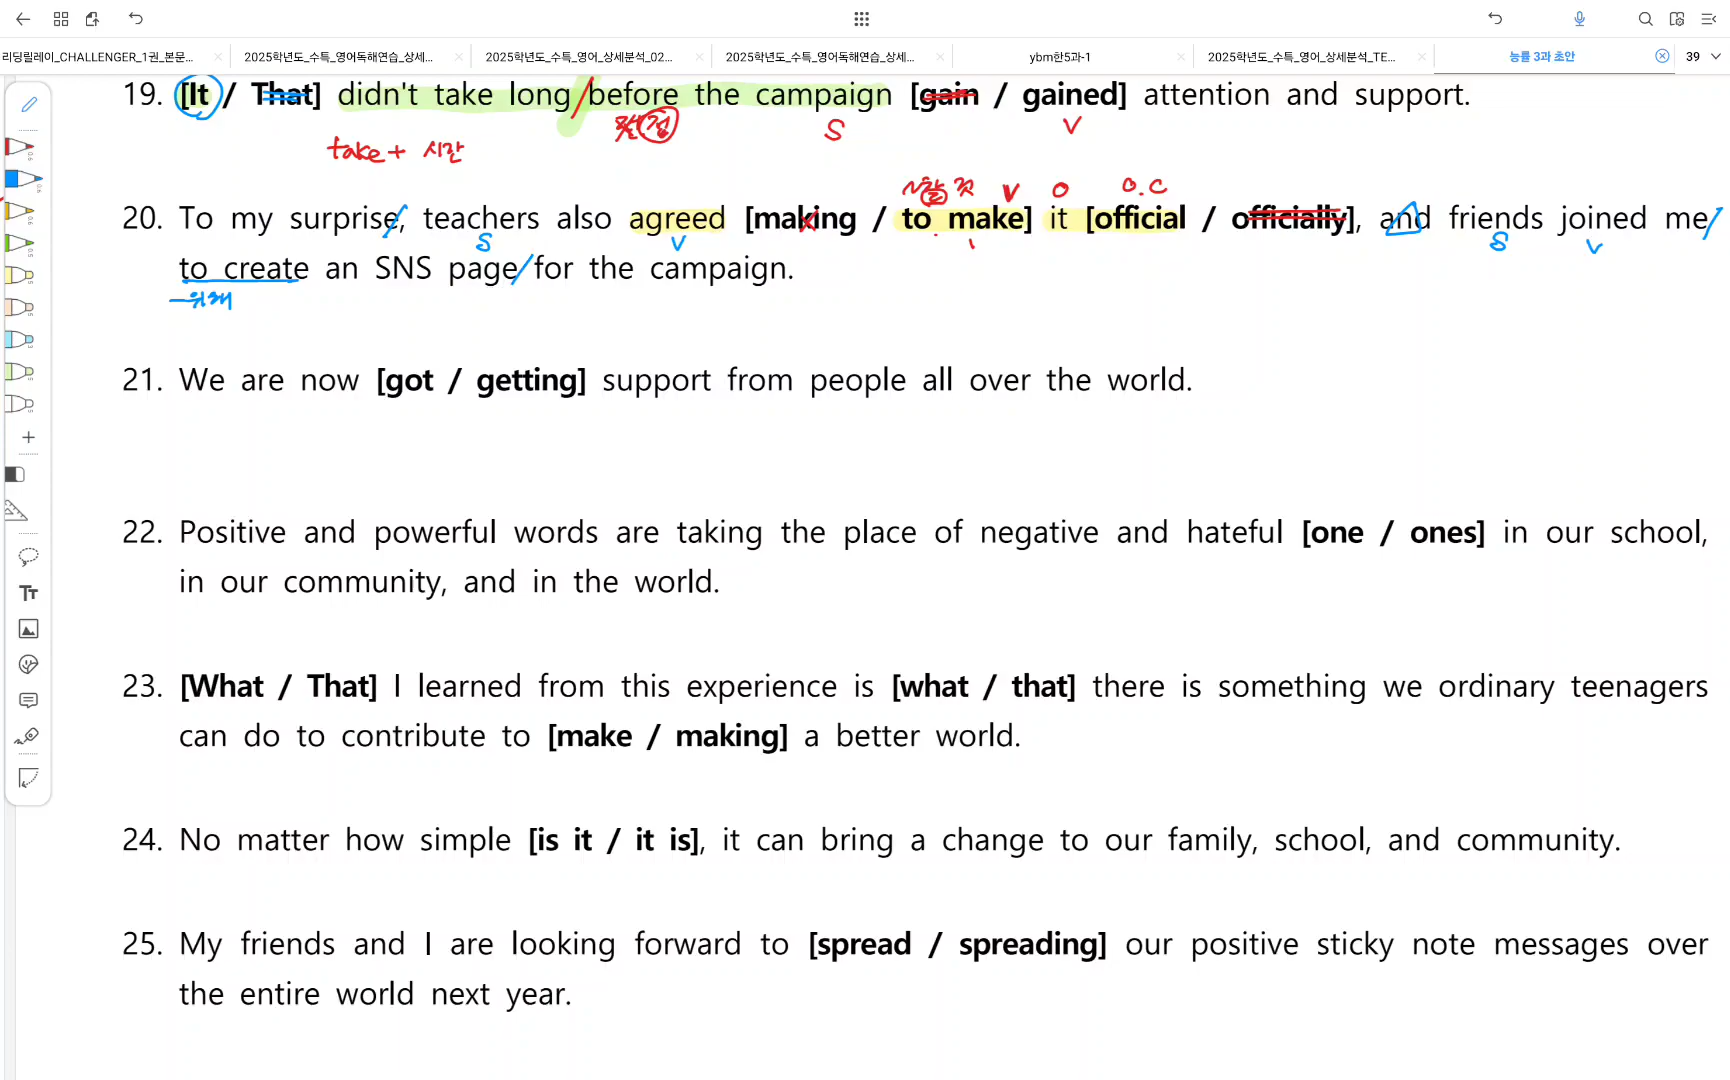 리딩릴레이_CHALLENGER_1권_본문... 2025학년도_수특_영어독해연습_상세... 2025학년도_수특_영어_상세분석_02... 2025학년도_수특_영어독해연습_상세... ybm한5과-1 2025학년도_수특_영어_상세분석_TE... 능률 3과 초안 39
19. [It / That] didn't take long/before the campaign [gain / gained] attention and support.
S V
take + 시간
~할 것 V O O.C
20. To my surprise, teachers also agreed [making / to make] it [official / officially], and friends joined me/
S V S V
to create an SNS page/for the campaign.
~위해
21. We are now [got / getting] support from people all over the world.
22. Positive and powerful words are taking the place of negative and hateful [one / ones] in our school,
in our community, and in the world.
23. [What / That] I learned from this experience is [what / that] there is something we ordinary teenagers
can do to contribute to [make / making] a better world.
24. No matter how simple [is it / it is], it can bring a change to our family, school, and community.
25. My friends and I are looking forward to [spread / spreading] our positive sticky note messages over
the entire world next year.